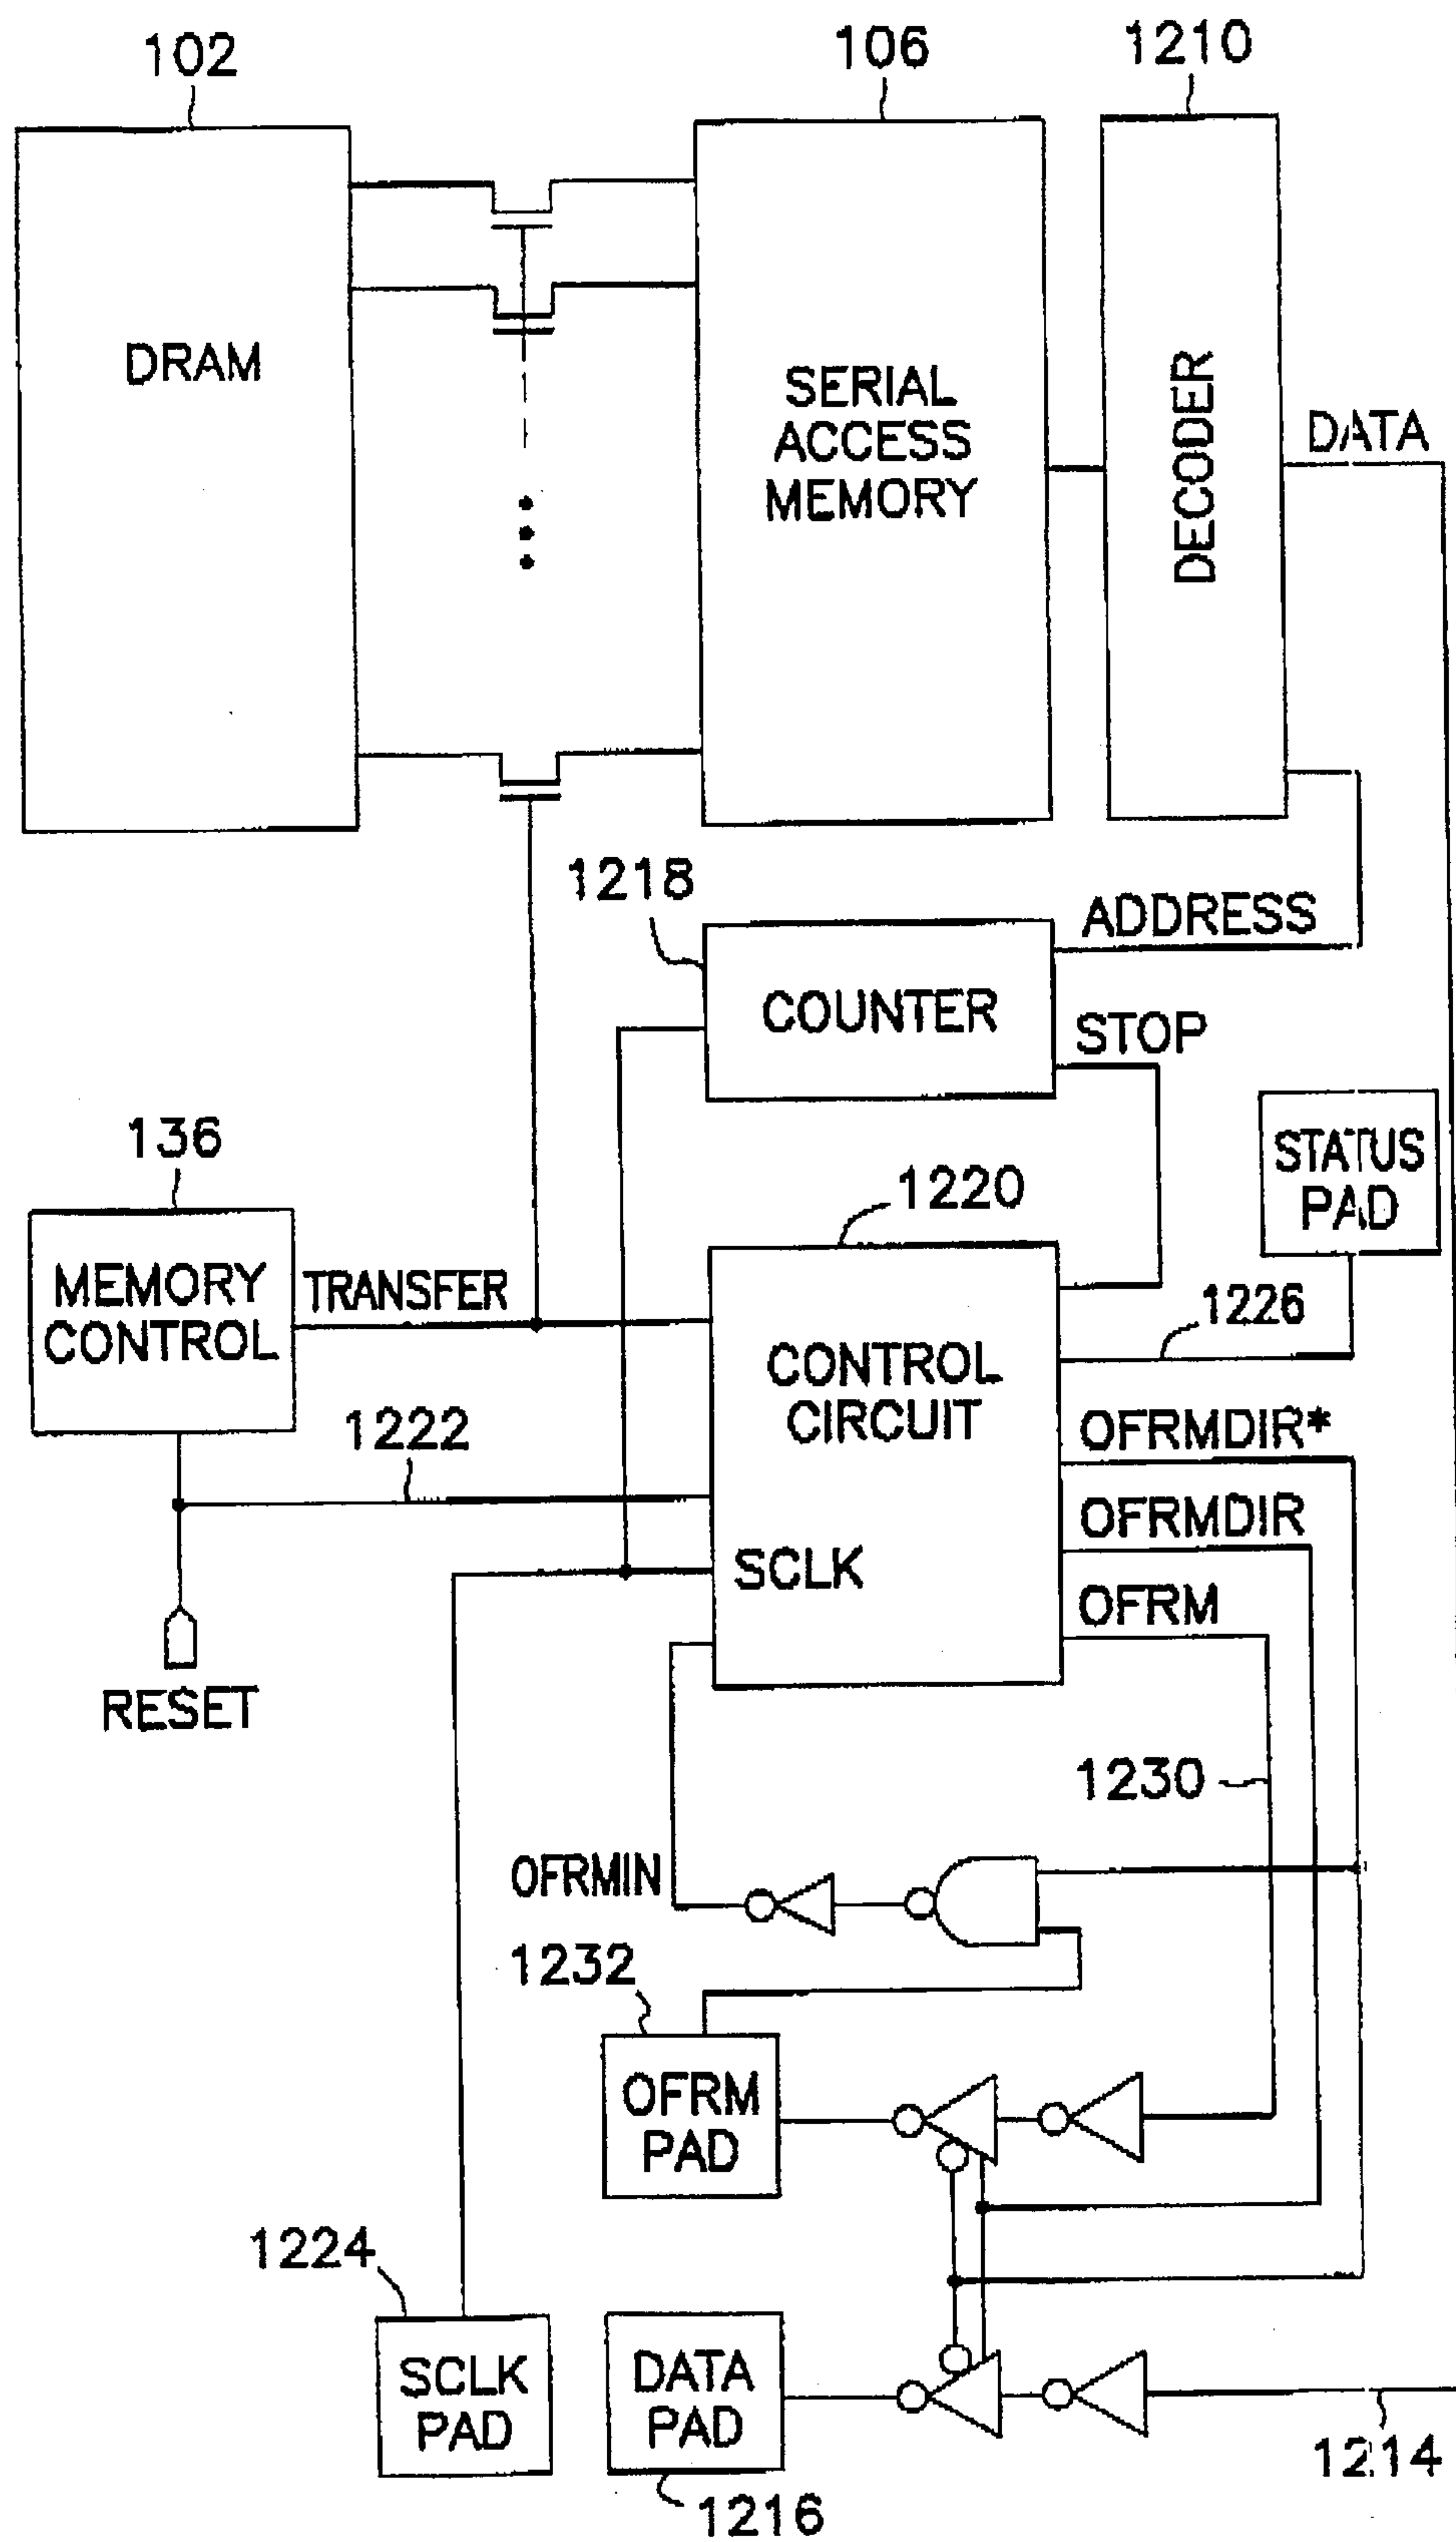 102
106
1210
DRAM
SERIAL
ACCESS
MEMORY
DECODER
DATA
1218
ADDRESS
COUNTER
STOP
136
STATUS
PAD
1220
MEMORY
CONTROL
TRANSFER
1226
CONTROL
CIRCUIT
1222
OFRMDIR*
OFRMDIR
SCLK
OFRM
RESET
1230
OFRMIN
1232
OFRM
PAD
1224
SCLK
PAD
DATA
PAD
1214
1216